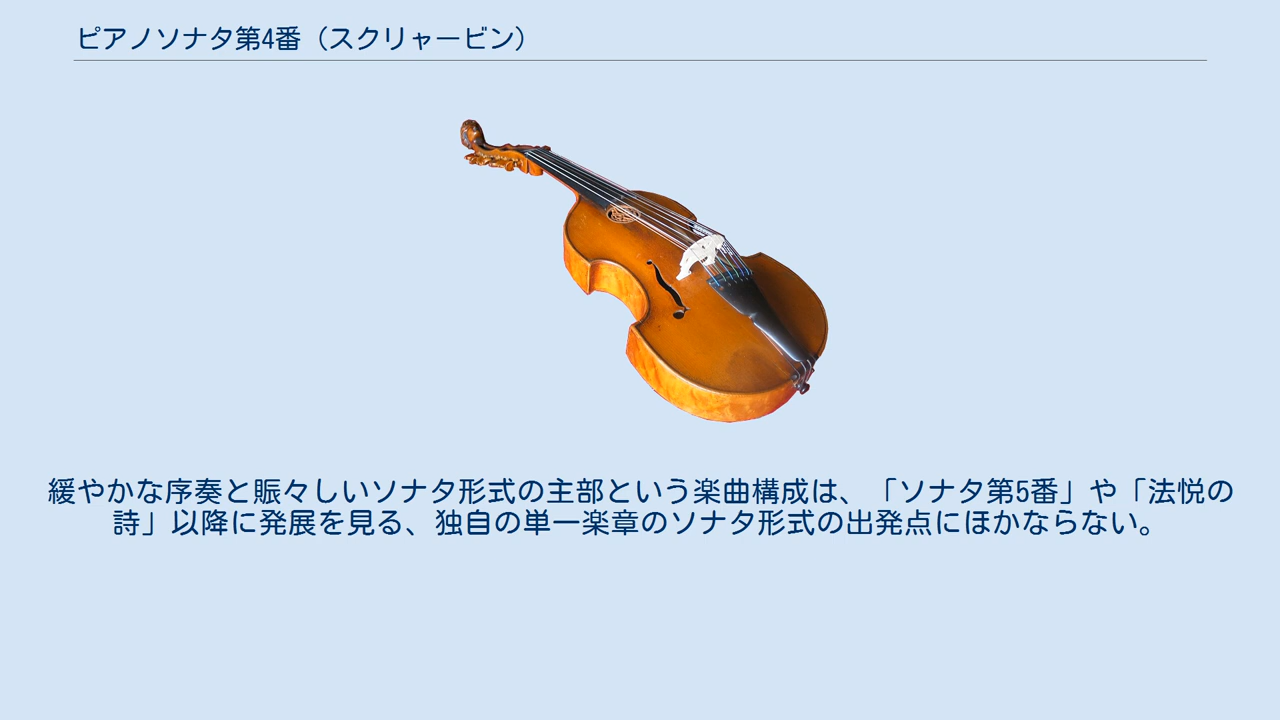 ピアノソナタ第4番（スクリャービン）
緩やかな序奏と賑々しいソナタ形式の主部という楽曲構成は、「ソナタ第5番」や「法悦の
詩」以降に発展を見る、独自の単一楽章のソナタ形式の出発点にほかならない。